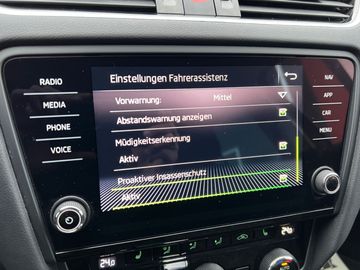 RADIO
MEDIA
PHONE
VOICE
Einstellungen Fahrerassistenz
Vorwarnung: Mittel
Abstandswarnung anzeigen
Müdigkeitserkennung
Aktiv
Proaktiver Insassenschutz
Aktiv
NAV
APP
CAR
MENU
24.0